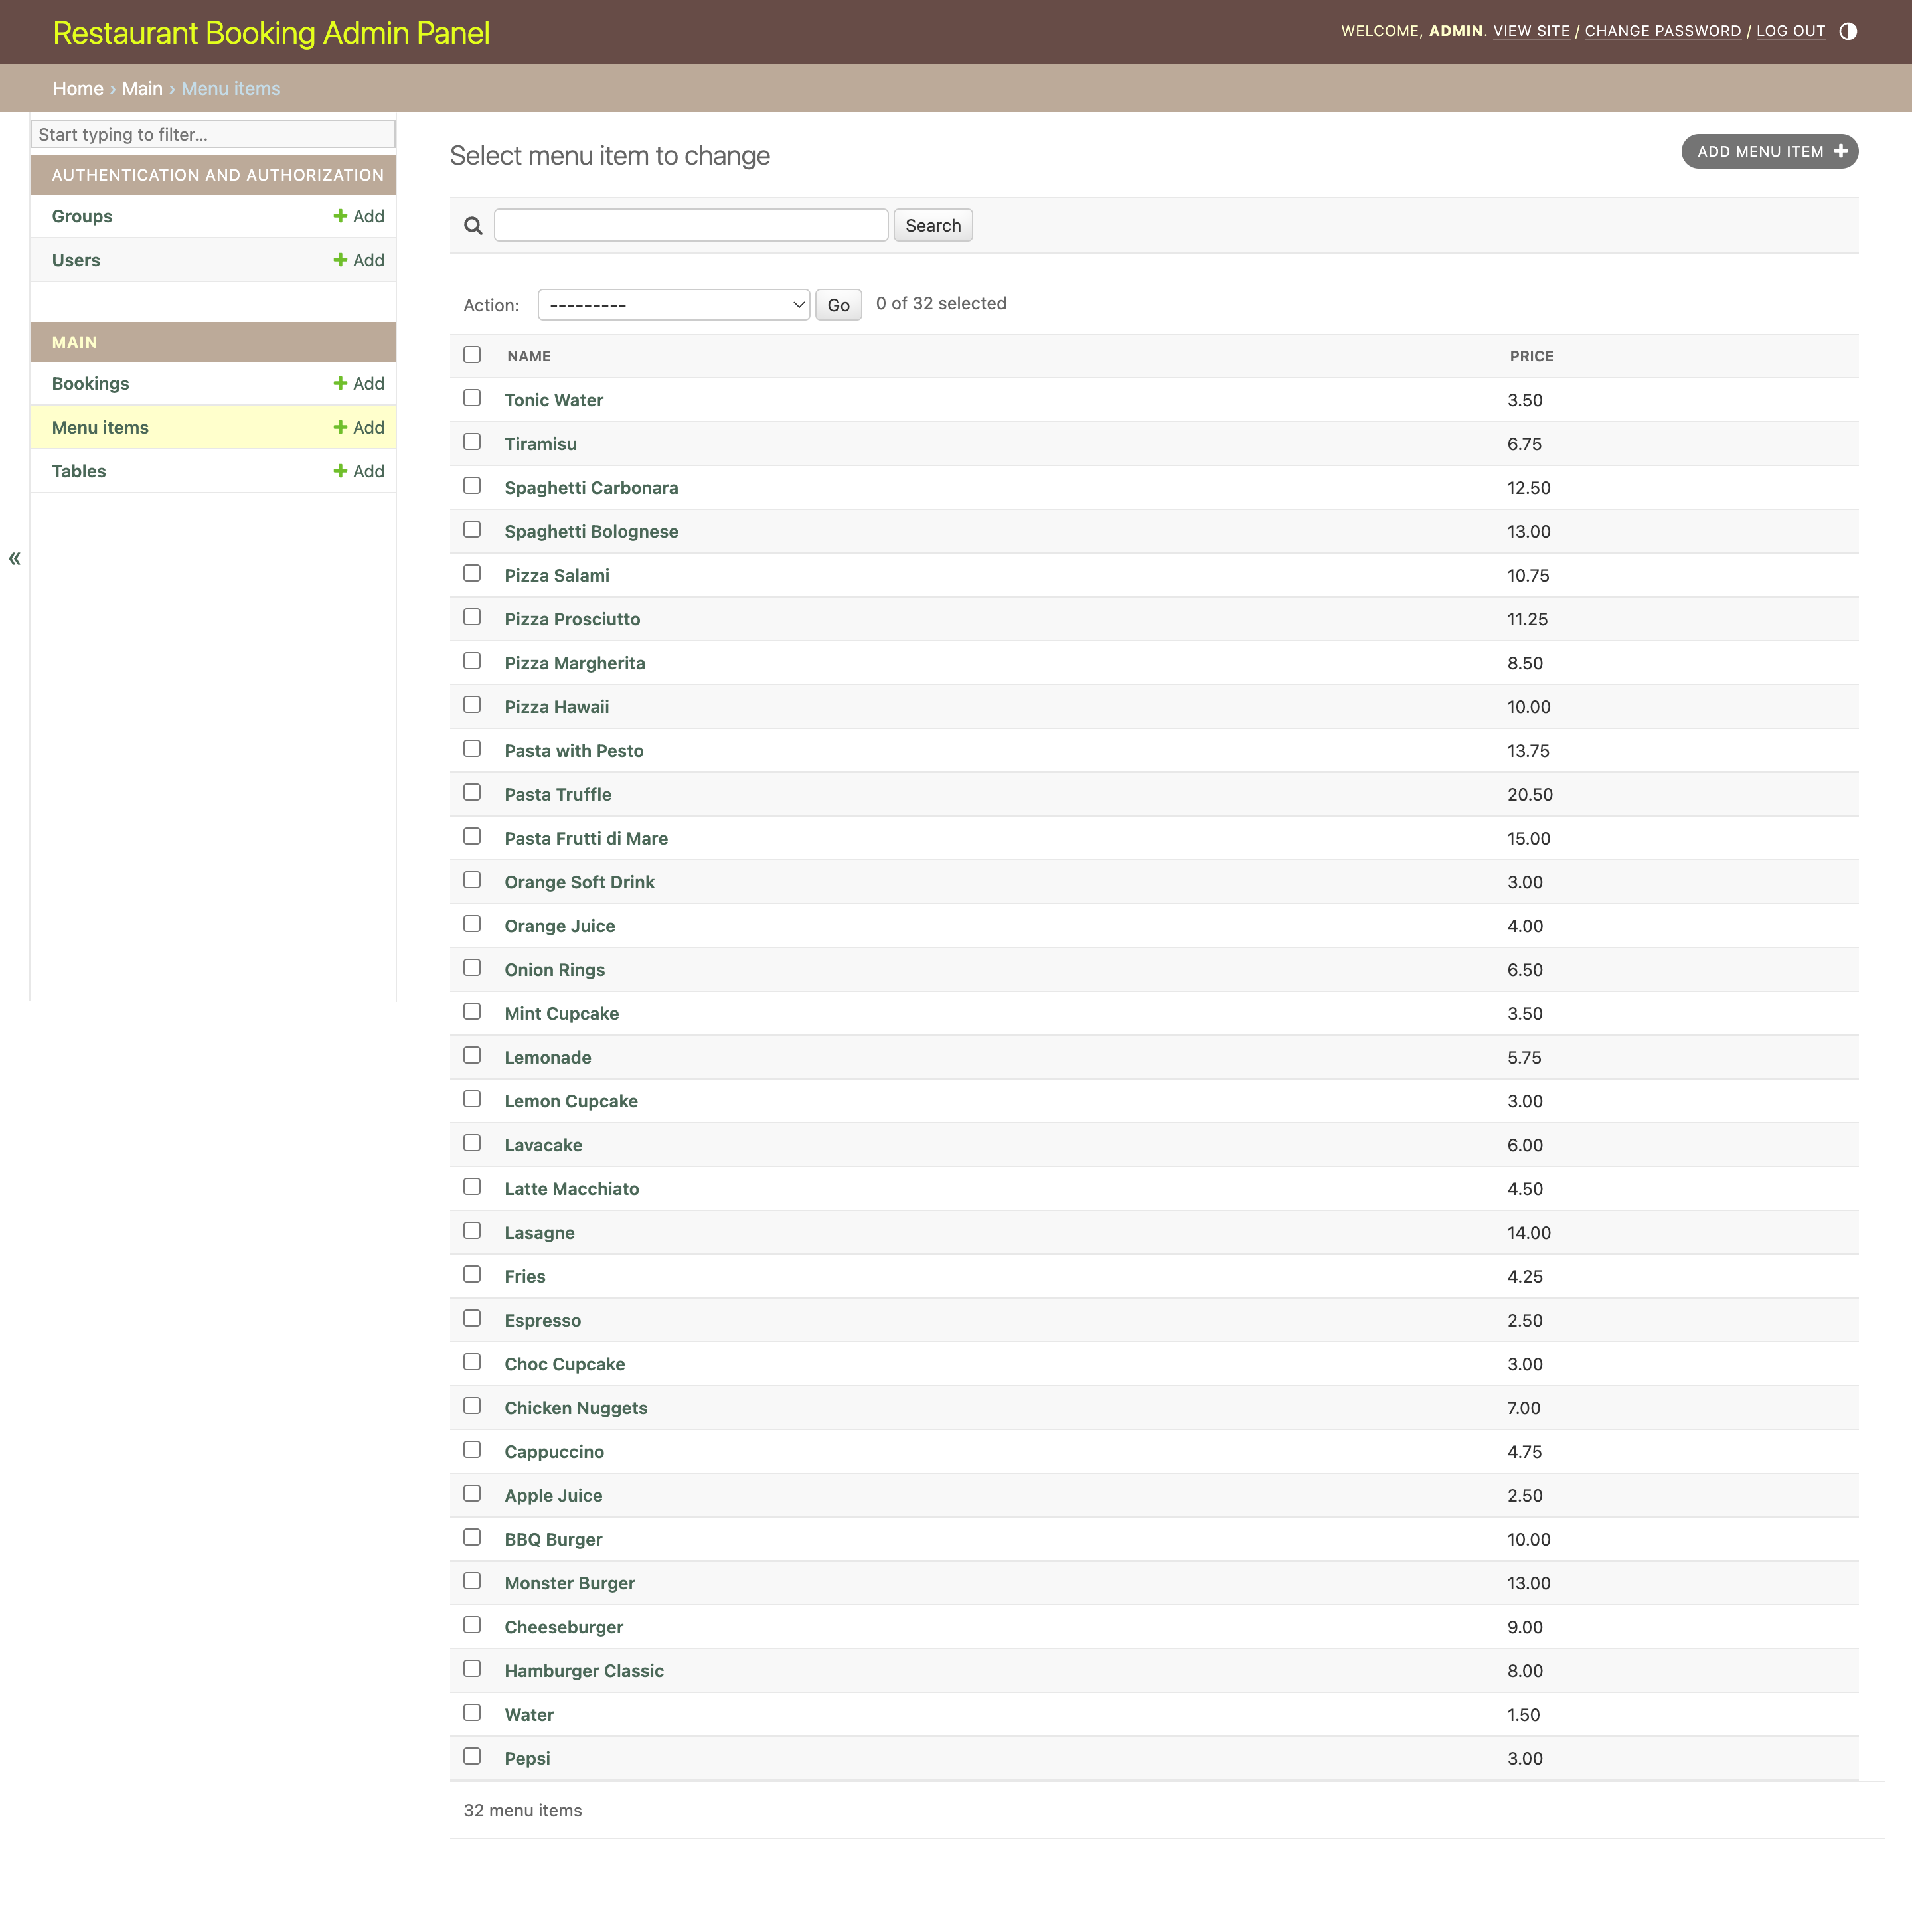 Restaurant Booking Admin Panel
WELCOME, ADMIN. VIEW SITE / CHANGE PASSWORD / LOG OUT
Home › Main › Menu items
Start typing to filter...
AUTHENTICATION AND AUTHORIZATION
Groups Add
Users Add
MAIN
Bookings Add
Menu items Add
Tables Add
«
Select menu item to change
ADD MENU ITEM +
Search
Action: --------- Go 0 of 32 selected
NAME PRICE
Tonic Water 3.50
Tiramisu 6.75
Spaghetti Carbonara 12.50
Spaghetti Bolognese 13.00
Pizza Salami 10.75
Pizza Prosciutto 11.25
Pizza Margherita 8.50
Pizza Hawaii 10.00
Pasta with Pesto 13.75
Pasta Truffle 20.50
Pasta Frutti di Mare 15.00
Orange Soft Drink 3.00
Orange Juice 4.00
Onion Rings 6.50
Mint Cupcake 3.50
Lemonade 5.75
Lemon Cupcake 3.00
Lavacake 6.00
Latte Macchiato 4.50
Lasagne 14.00
Fries 4.25
Espresso 2.50
Choc Cupcake 3.00
Chicken Nuggets 7.00
Cappuccino 4.75
Apple Juice 2.50
BBQ Burger 10.00
Monster Burger 13.00
Cheeseburger 9.00
Hamburger Classic 8.00
Water 1.50
Pepsi 3.00
32 menu items